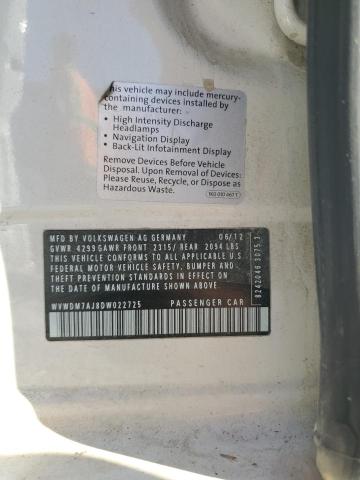 This vehicle may include mercury-
containing devices installed by
the manufacturer:
• High Intensity Discharge
Headlamps
• Navigation Display
• Back-Lit Infotainment Display
Remove Devices Before Vehicle
Disposal. Upon Removal of Devices:
Please Reuse, Recycle, or Dispose as
Hazardous Waste.
MFD BY VOLKSWAGEN AG GERMANY 06/12
GVWR 4299 GAWR FRONT 2315/ REAR 2094 LBS
THIS VEHICLE CONFORMS TO ALL APPLICABLE U.S.
FEDERAL MOTOR VEHICLE SAFETY, BUMPER AND
THEFT PREVENTION STANDARDS IN EFFECT ON THE
DATE OF MANUFACTURE SHOWN ABOVE.
WVWDM7AJ8DW022725 PASSENGER CAR